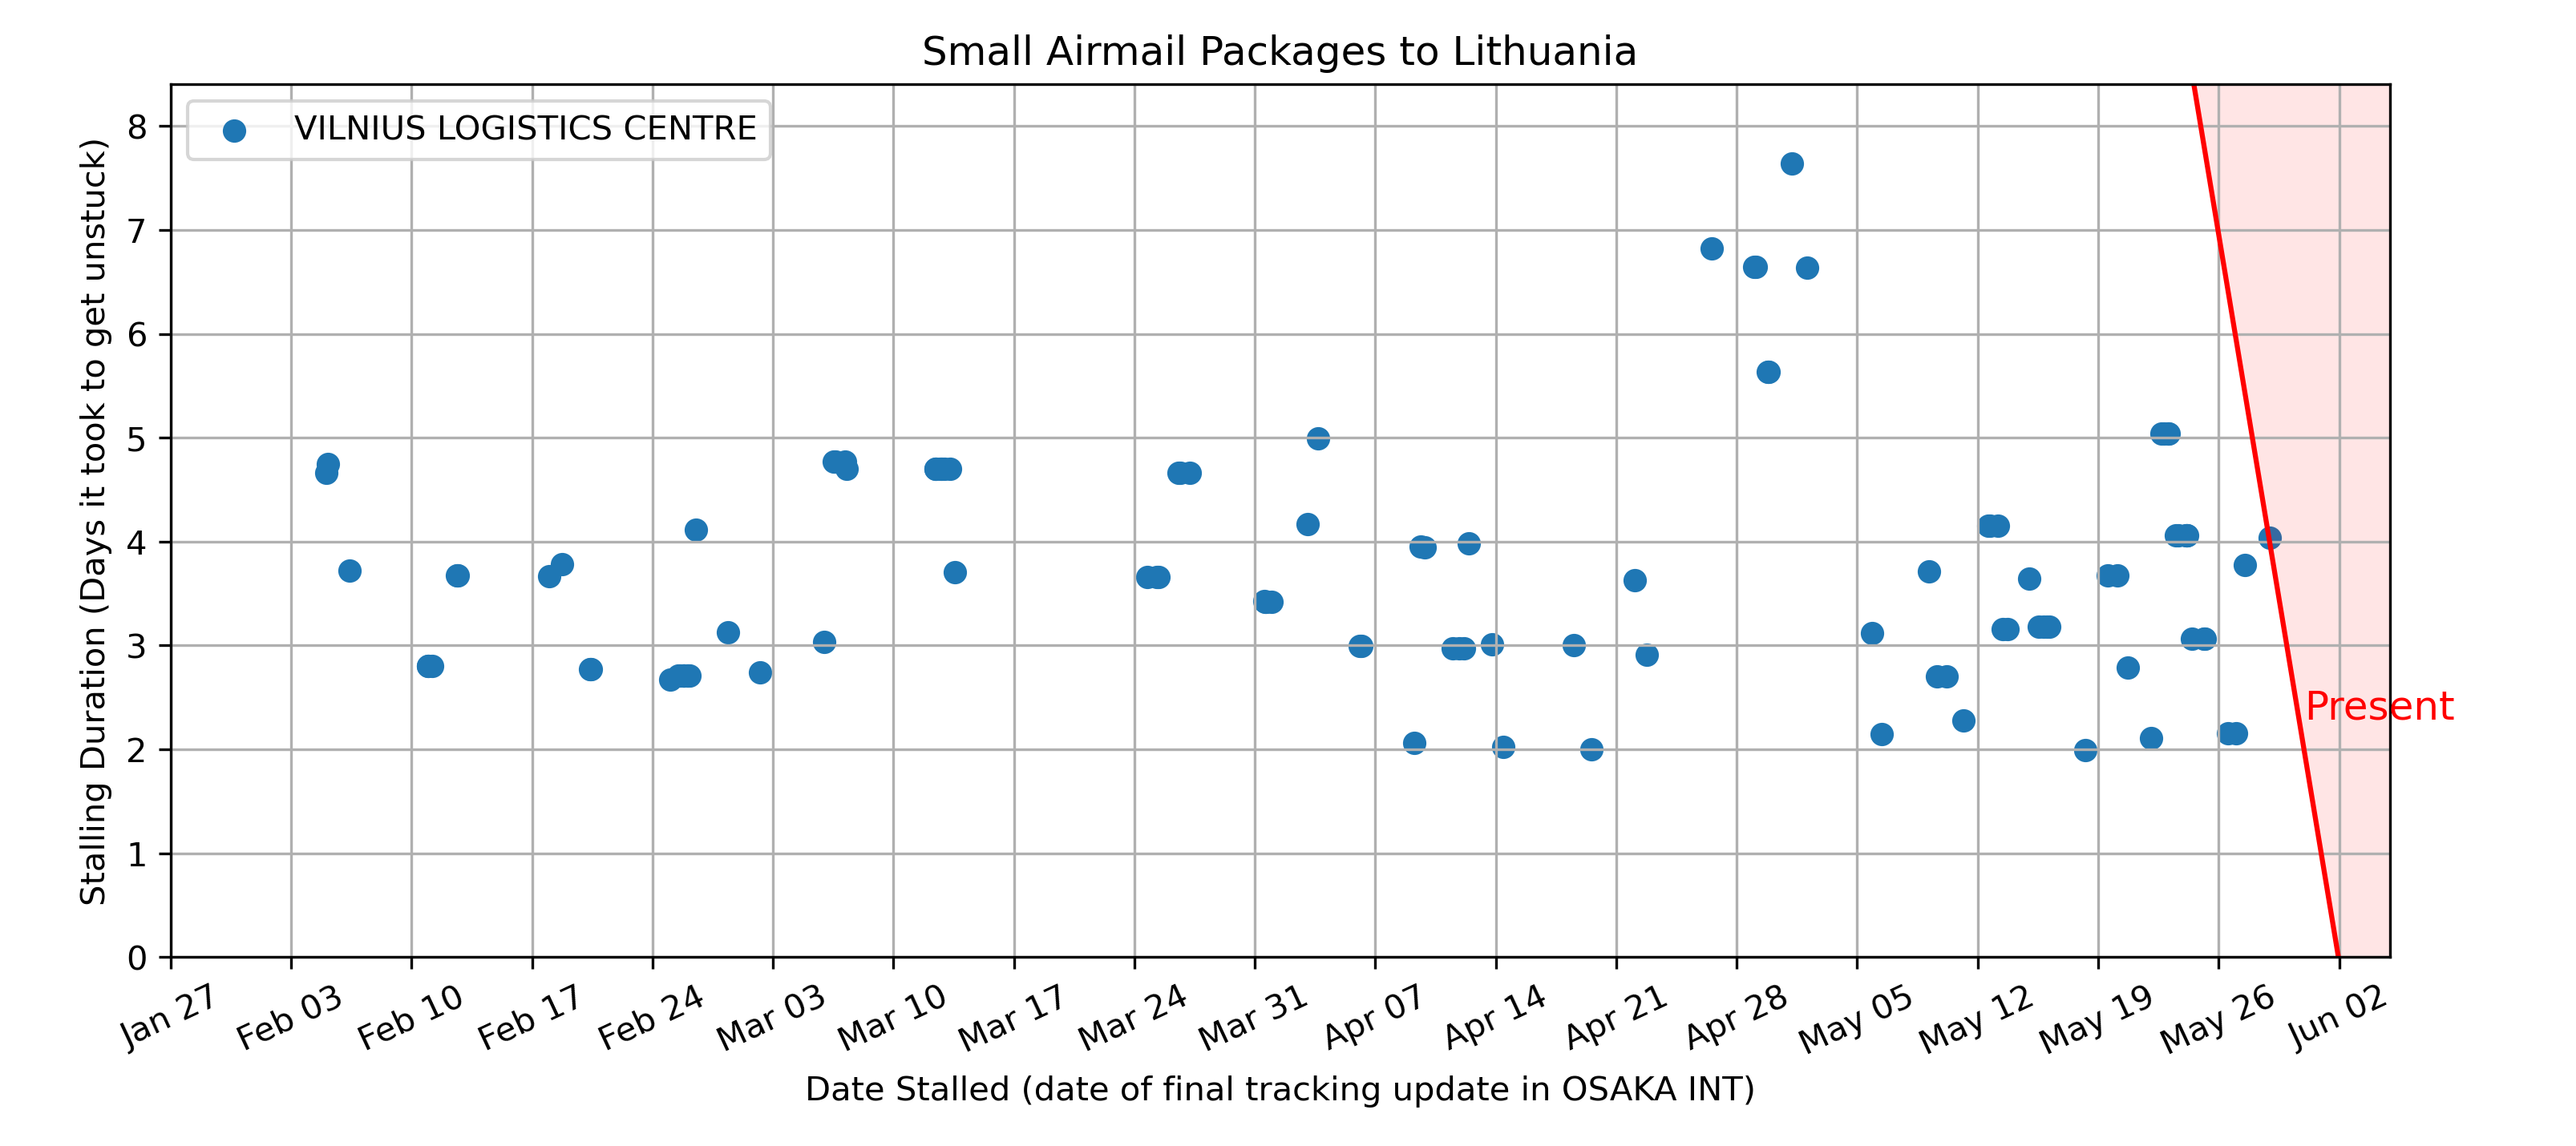 Small Airmail Packages to Lithuania
VILNIUS LOGISTICS CENTRE
Stalling Duration (Days it took to get unstuck)
8
7
6
5
4
3
2
1
0
Present
Jan 27
Feb 03
Feb 10
Feb 17
Feb 24
Mar 03
Mar 10
Mar 17
Mar 24
Mar 31
Apr 07
Apr 14
Apr 21
Apr 28
May 05
May 12
May 19
May 26
Jun 02
Date Stalled (date of final tracking update in OSAKA INT)